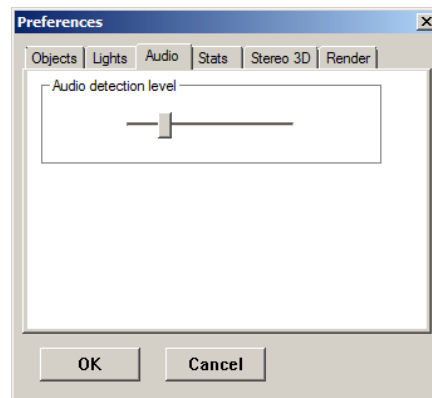 Preferences
Objects Lights Audio Stats Stereo 3D Render
Audio detection level
OK Cancel